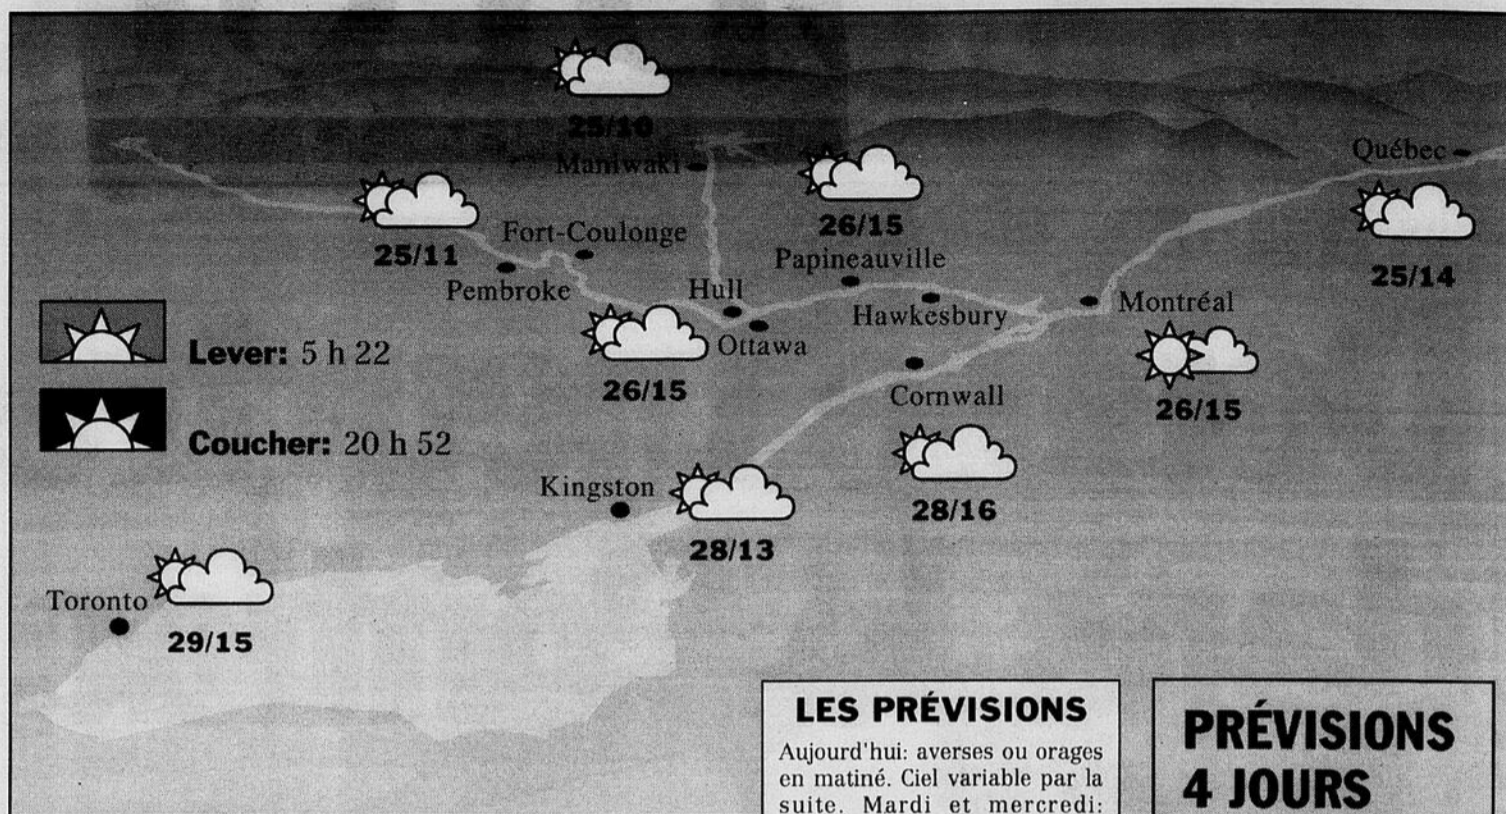 25/10
Maniwaki
Québec
26/15
25/11
Fort-Coulonge
Papineauville
25/14
Pembroke
Hull
Hawkesbury
Montréal
Ottawa
Lever: 5 h 22
26/15
Cornwall
26/15
Coucher: 20 h 52
Kingston
28/16
28/13
Toronto
29/15
LES PRÉVISIONS
Aujourd'hui: averses ou orages
en matiné. Ciel variable par la
suite. Mardi et mercredi:
PRÉVISIONS
4 JOURS